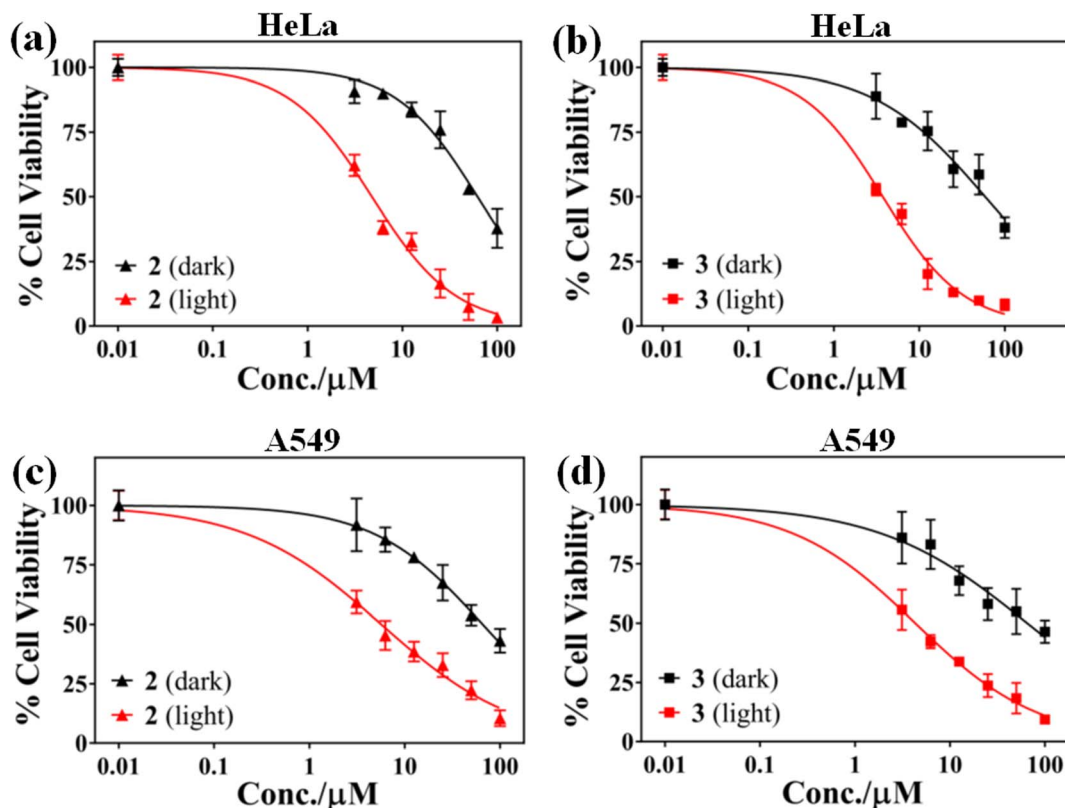 (a)
HeLa
% Cell Viability
100
75
50
25
0
2 (dark)
2 (light)
0.01
0.1
1
10
100
Conc./μM
(b)
HeLa
% Cell Viability
100
75
50
25
0
3 (dark)
3 (light)
0.01
0.1
1
10
100
Conc./μM
(c)
A549
% Cell Viability
100
75
50
25
0
2 (dark)
2 (light)
0.01
0.1
1
10
100
Conc./μM
(d)
A549
% Cell Viability
100
75
50
25
0
3 (dark)
3 (light)
0.01
0.1
1
10
100
Conc./μM